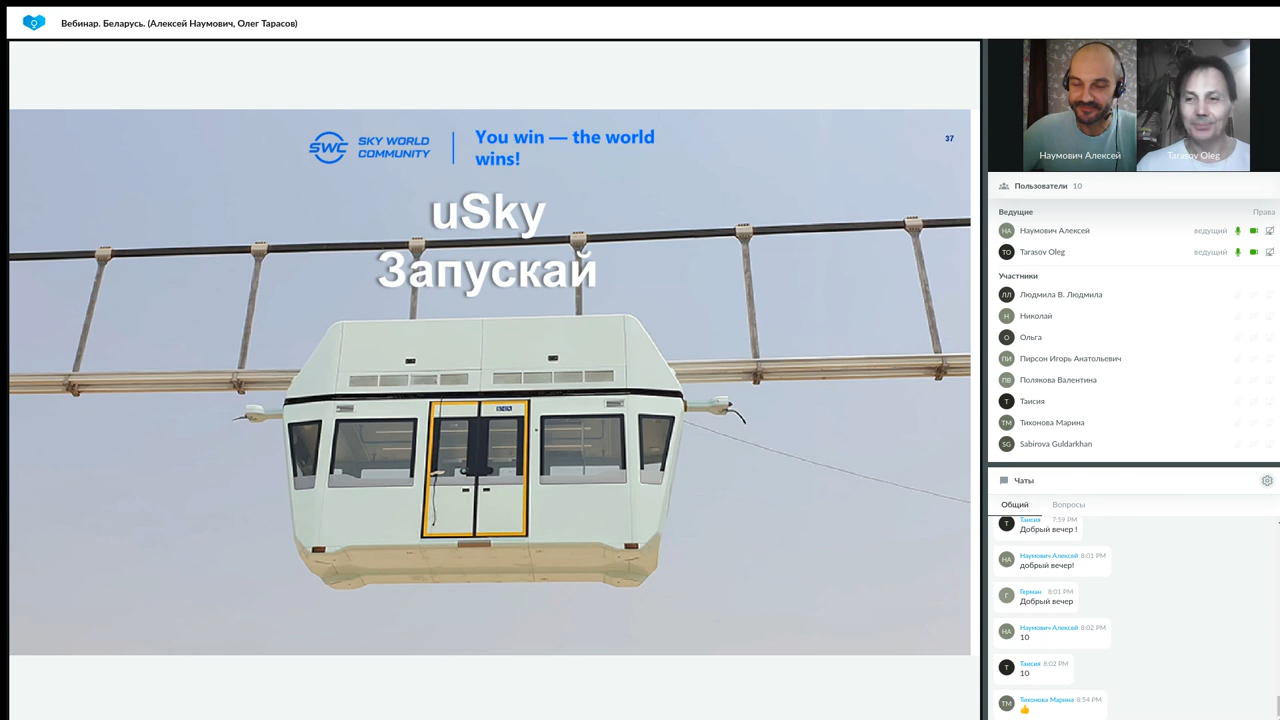 Вебинар. Беларусь. (Алексей Наумович, Олег Тарасов)
SWC
SKY WORLD
COMMUNITY
You win — the world
wins!
37
uSky
Запускай
Наумович Алексей
Tarasov Oleg
Пользователи 10
Ведущие
Права
НА
Наумович Алексей
ведущий
TO
Tarasov Oleg
ведущий
Участники
ЛЛ
Людмила В. Людмила
Н
Николай
О
Ольга
ПИ
Пирсон Игорь Анатольевич
ПВ
Полякова Валентина
Т
Таисия
ТМ
Тихонова Марина
SG
Sabirova Guldarkhan
Чаты
Общий
Вопросы
Т
Таисия 7:59 PM
Добрый вечер !
НА
Наумович Алексей 8:01 PM
добрый вечер!
Г
Герман 8:01 PM
Добрый вечер
НА
Наумович Алексей 8:02 PM
10
Т
Таисия 8:02 PM
10
ТМ
Тихонова Марина 8:54 PM
👍